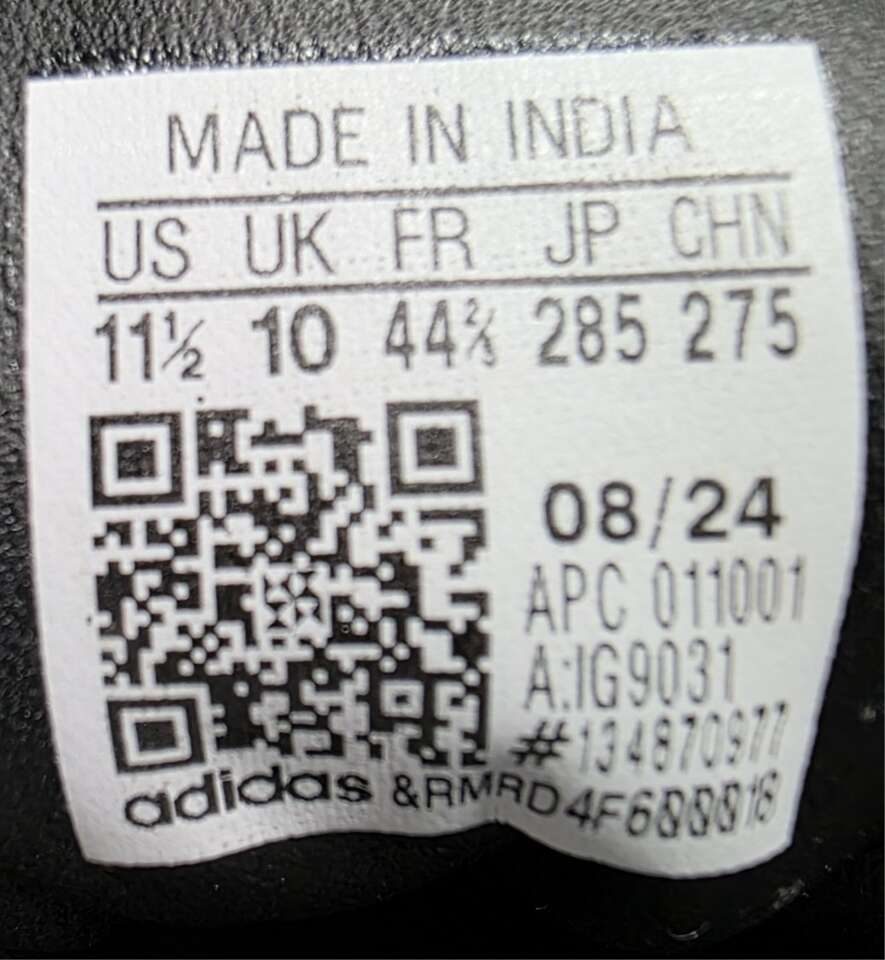 MADE IN INDIA
US UK FR JP CHN
11½ 10 44⅔ 285 275
08/24
APC 011001
A:IG9031
#134870977
adidas